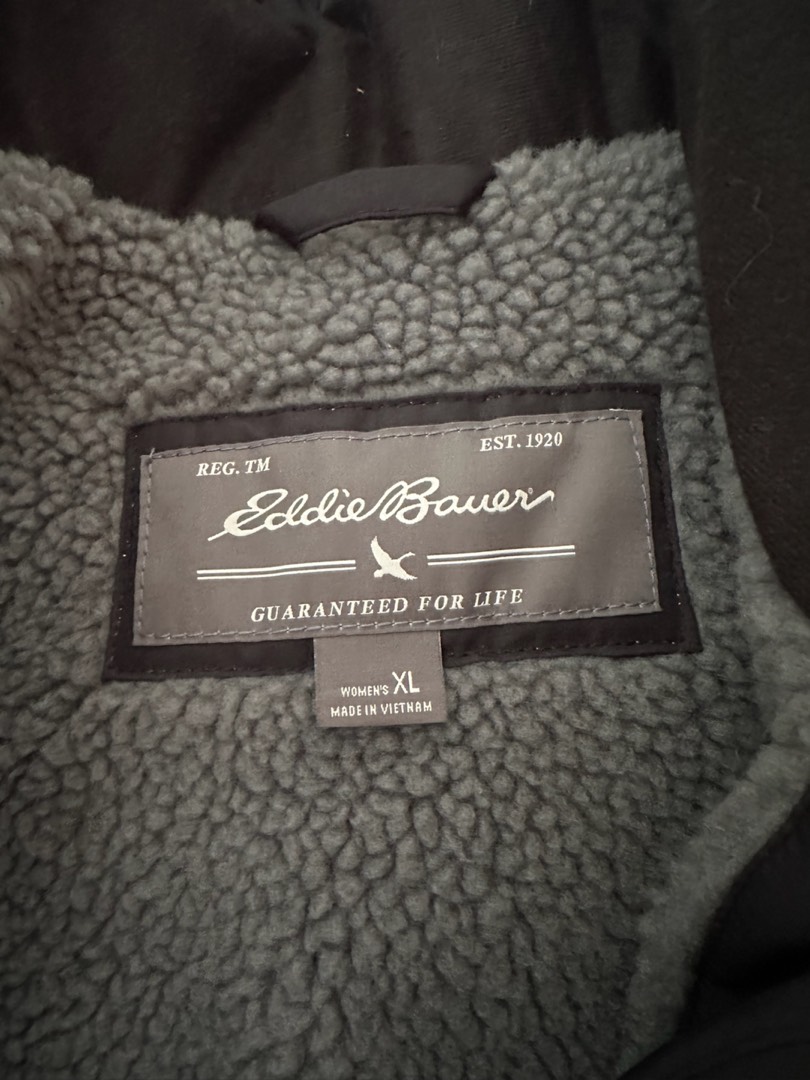 REG. TM
EST. 1920
Eddie Bauer
GUARANTEED FOR LIFE
WOMEN'S XL
MADE IN VIETNAM